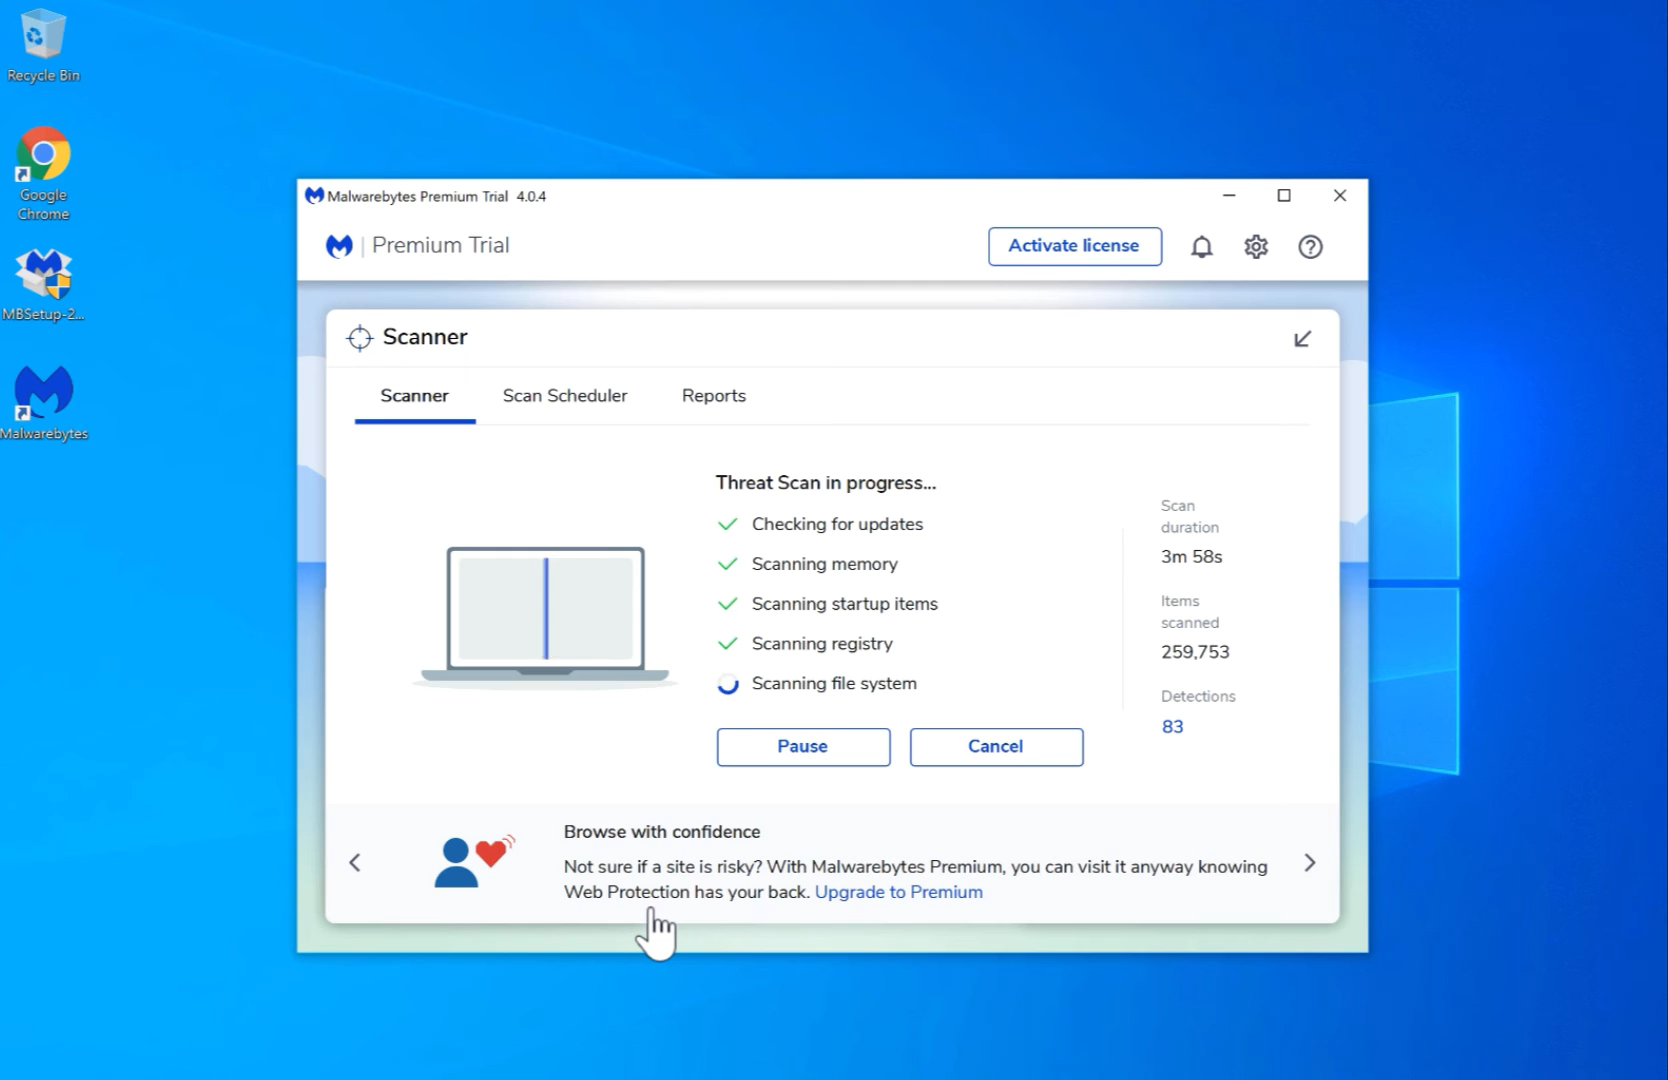 Recycle Bin
Google
Chrome
MBSetup-2...
Malwarebytes
Malwarebytes Premium Trial 4.0.4
Premium Trial
Activate license
Scanner
Scanner
Scan Scheduler
Reports
Threat Scan in progress...
Checking for updates
Scanning memory
Scanning startup items
Scanning registry
Scanning file system
Pause
Cancel
Scan
duration
3m 58s
Items
scanned
259,753
Detections
83
Browse with confidence
Not sure if a site is risky? With Malwarebytes Premium, you can visit it anyway knowing
Web Protection has your back. Upgrade to Premium